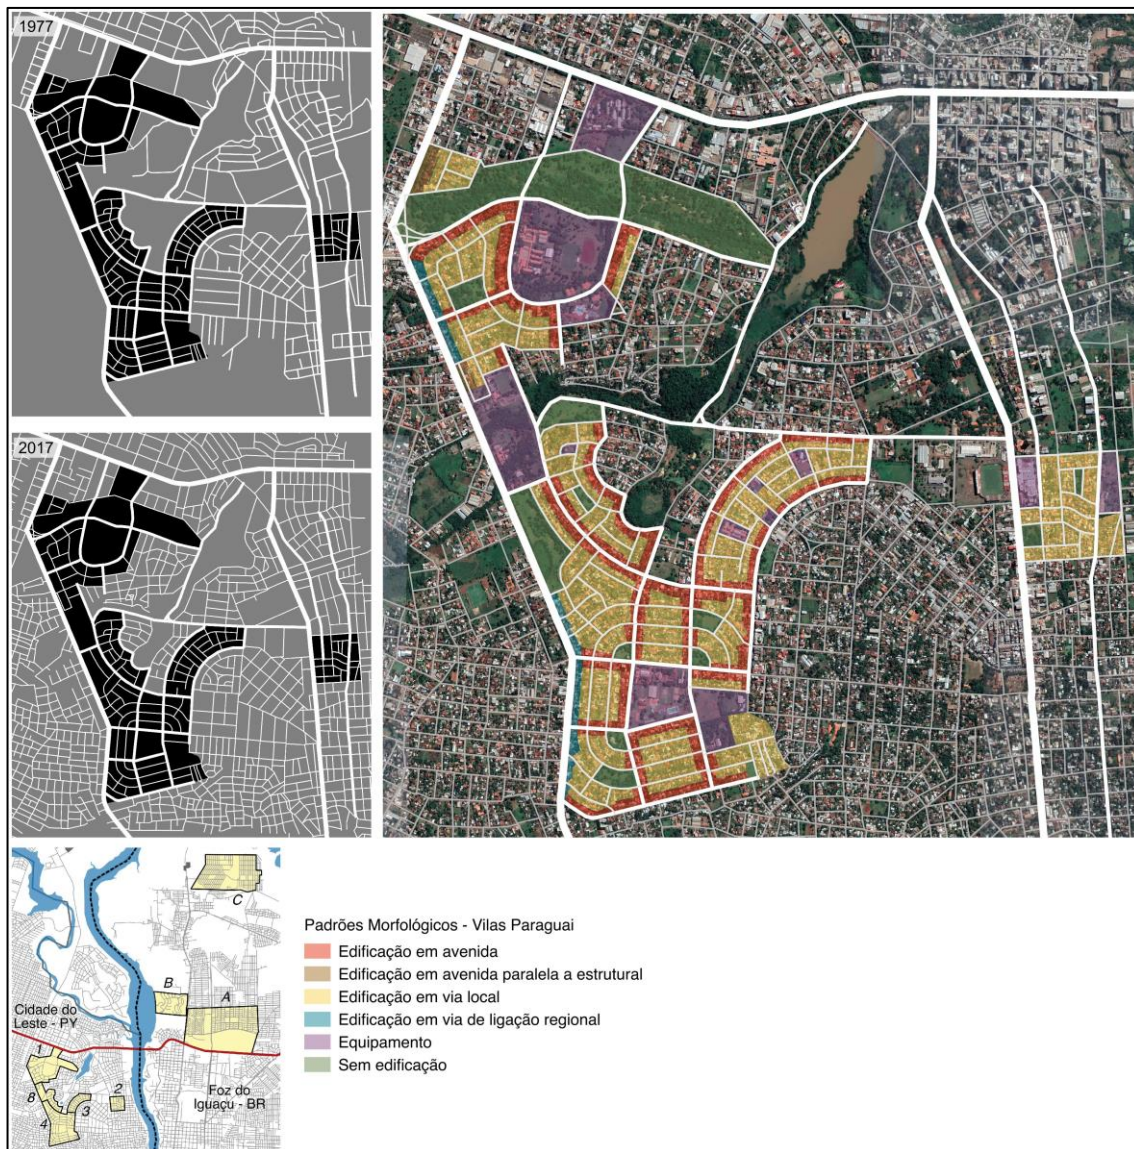 1977
2017
C
B
A
Cidade do
Leste - PY
1
2
8
3
4
Foz do
Iguaçu - BR
Padrões Morfológicos - Vilas Paraguai
Edificação em avenida
Edificação em avenida paralela a estrutural
Edificação em via local
Edificação em via de ligação regional
Equipamento
Sem edificação